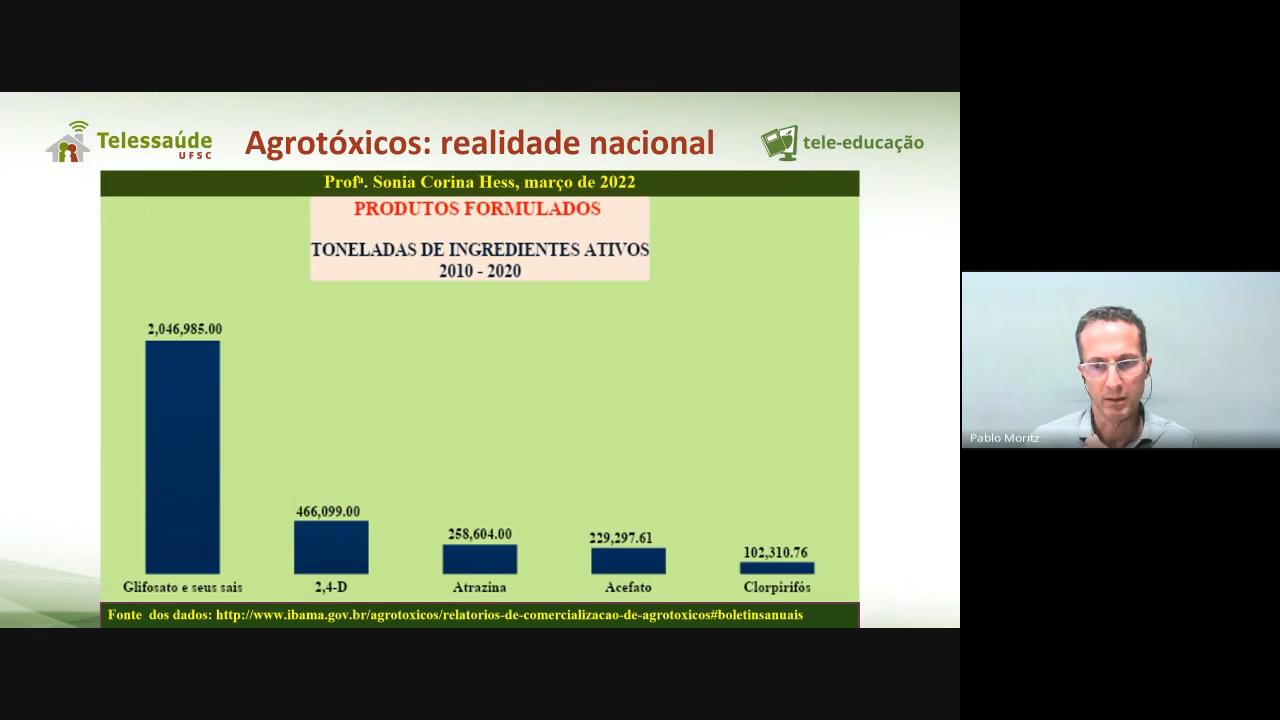 Telessaúde
UFSC
Agrotóxicos: realidade nacional
tele-educação
Profª. Sonia Corina Hess, março de 2022
PRODUTOS FORMULADOS
TONELADAS DE INGREDIENTES ATIVOS
2010 - 2020
2,046,985.00
466,099.00
258,604.00
229,297.61
102,310.76
Glifosato e seus sais
2,4-D
Atrazina
Acefato
Clorpirifós
Fonte dos dados: http://www.ibama.gov.br/agrotoxicos/relatorios-de-comercializacao-de-agrotoxicos#boletinsanuais
Pablo Moritz